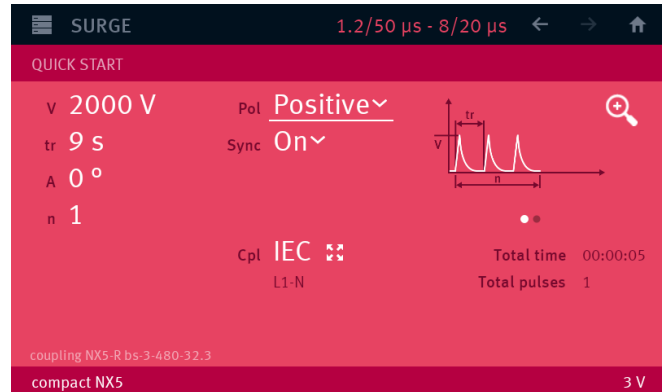 SURGE 1.2/50 µs - 8/20 µs
QUICK START
V 2000 V Pol Positive
tr 9 s Sync On
A 0 °
n 1
tr
V
n
Cpl IEC Total time 00:00:05
L1-N Total pulses 1
coupling NX5-R bs-3-480-32.3
compact NX5 3 V